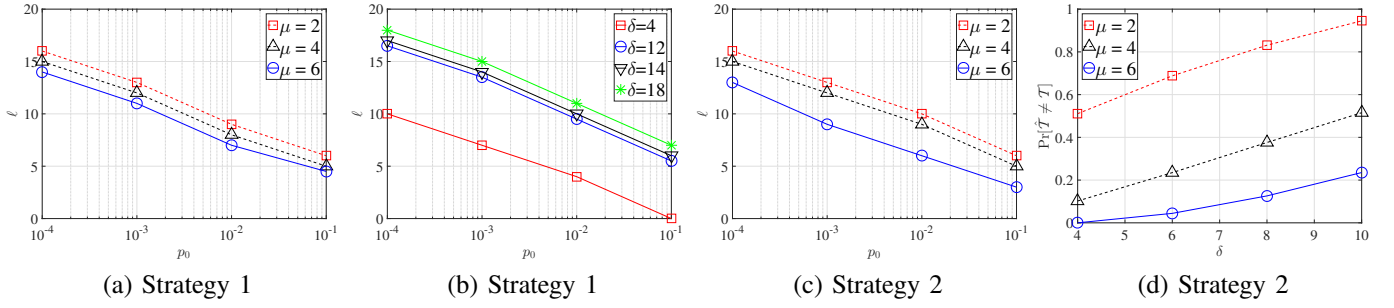 20
15
10
5
0
10^-4
10^-3
10^-2
10^-1
ℓ
p_0
μ = 2
μ = 4
μ = 6
(a) Strategy 1
20
15
10
5
0
10^-4
10^-3
10^-2
10^-1
ℓ
p_0
δ=4
δ=12
δ=14
δ=18
(b) Strategy 1
20
15
10
5
0
10^-4
10^-3
10^-2
10^-1
ℓ
p_0
μ = 2
μ = 4
μ = 6
(c) Strategy 2
1
0.8
0.6
0.4
0.2
0
4
5
6
7
8
9
10
Pr[T̂ ≠ T]
δ
μ = 2
μ = 4
μ = 6
(d) Strategy 2